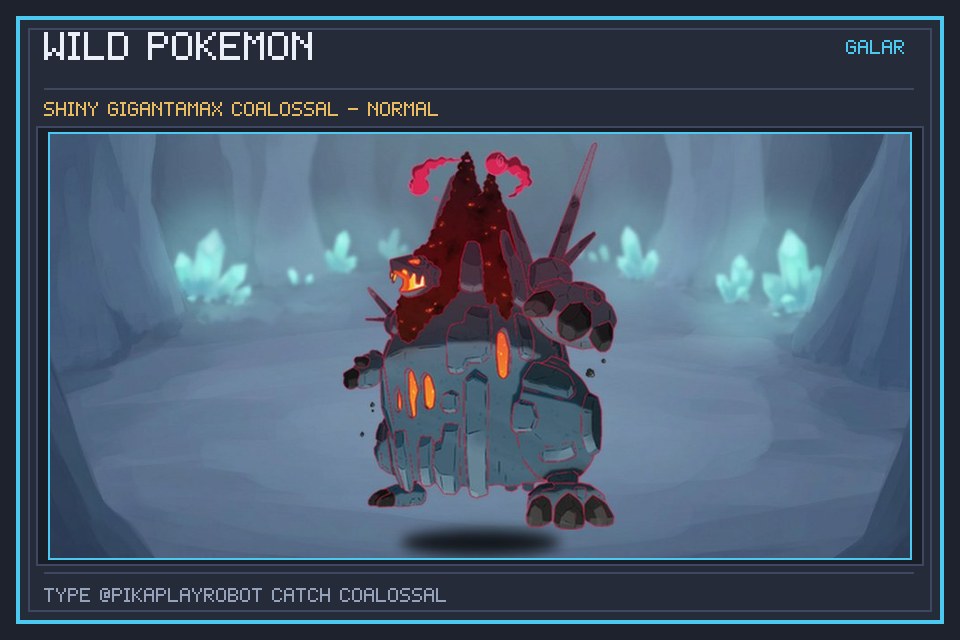 WILD POKEMON
GALAR
SHINY GIGANTAMAX COALOSSAL - NORMAL
TYPE @PIKAPLAYROBOT CATCH COALOSSAL